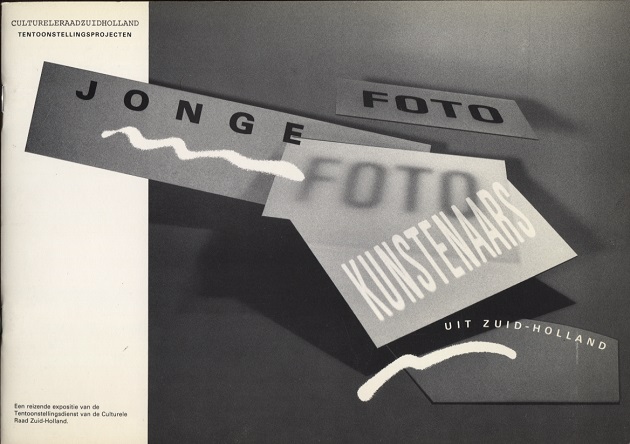 CULTURELERAADZUIDHOLLAND
TENTOONSTELLINGSPROJECTEN
JONGE
FOTO
FOTO
KUNSTENAARS
UIT ZUID-HOLLAND
Een reizende expositie van de
Tentoonstellingsdienst van de Culturele
Raad Zuid-Holland.